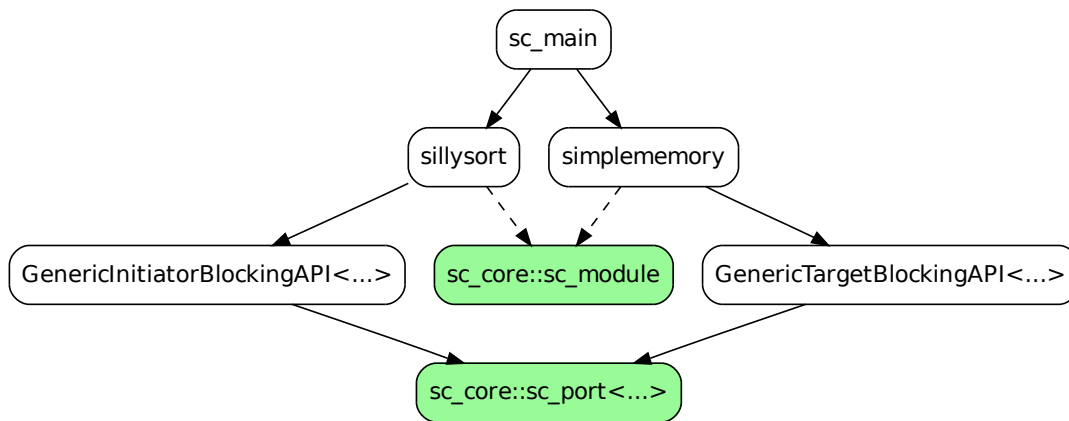 sc_main
sillysort
simplememory
GenericInitiatorBlockingAPI<...>
sc_core::sc_module
GenericTargetBlockingAPI<...>
sc_core::sc_port<...>